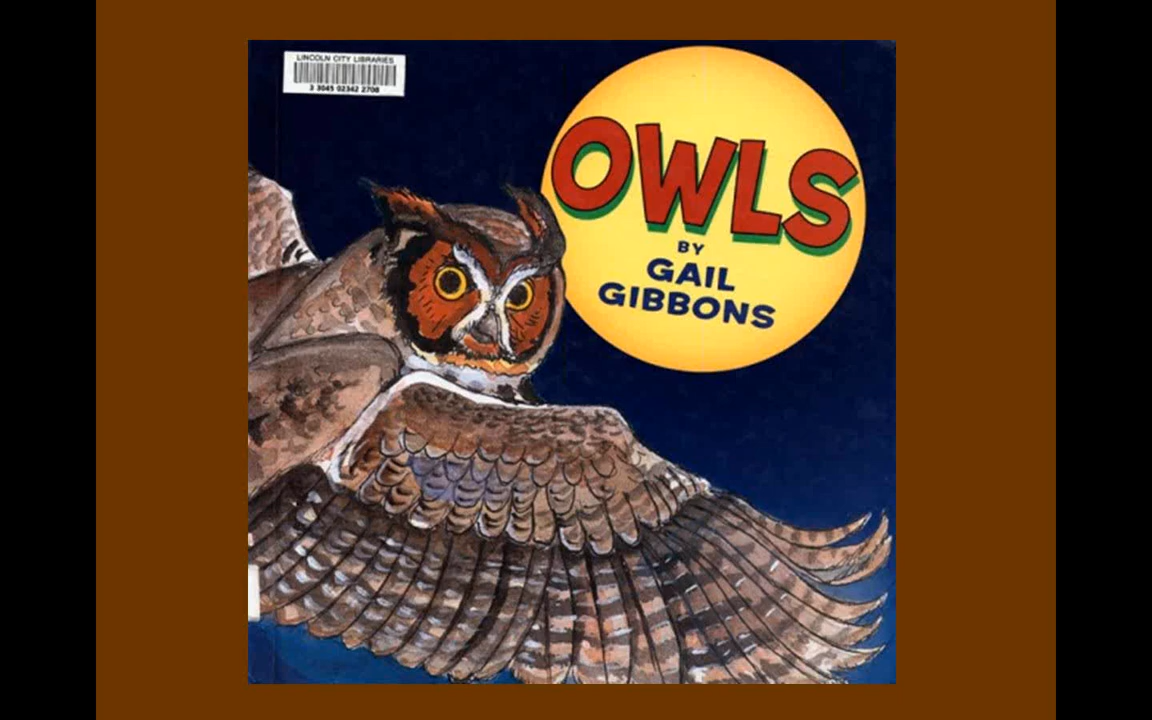 LINCOLN CITY LIBRARIES
3 3045 02342 2708
OWLS
BY
GAIL
GIBBONS